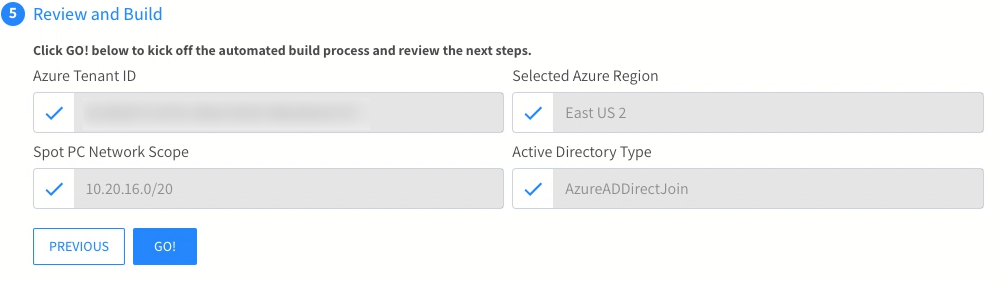 5 Review and Build
Click GO! below to kick off the automated build process and review the next steps.
Azure Tenant ID
Selected Azure Region
East US 2
Spot PC Network Scope
Active Directory Type
10.20.16.0/20
AzureADDirectJoin
PREVIOUS
GO!